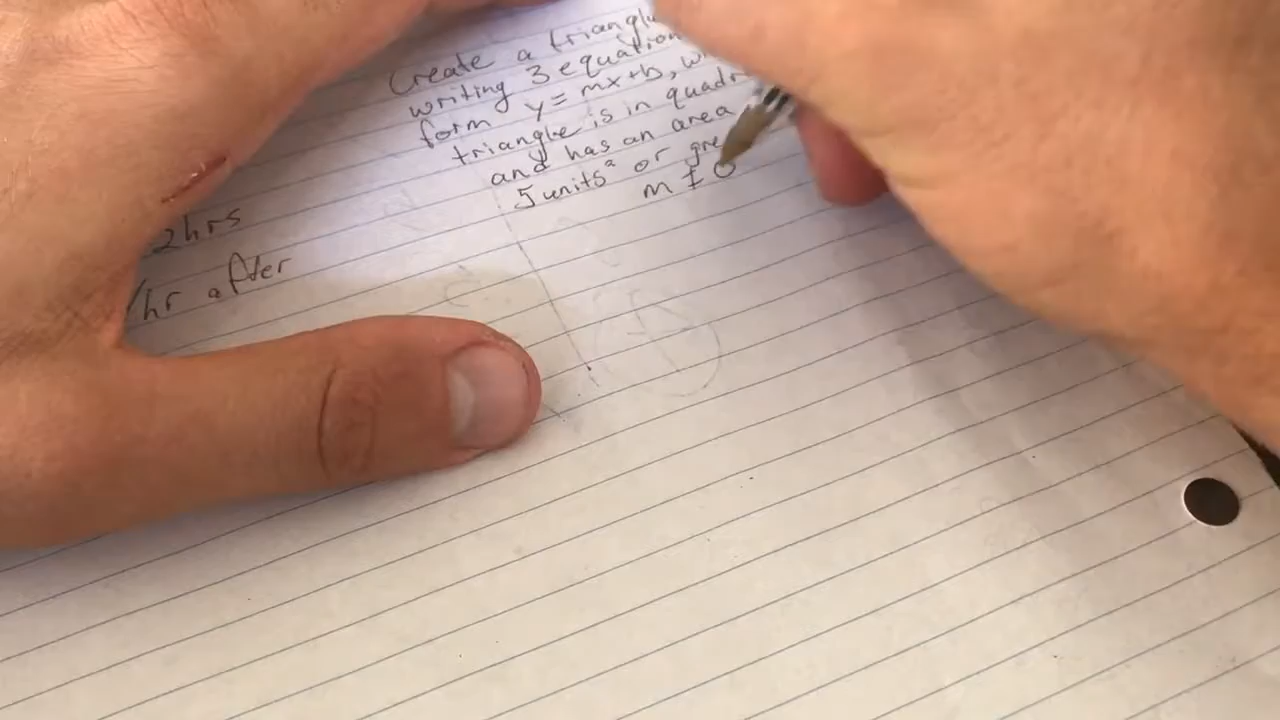 Create a triangle
writing 3 equation
form y = mx+b, w
triangle is in quadr
and has an area
5 units² or gre
m ≠ 0
2hrs
/hr after